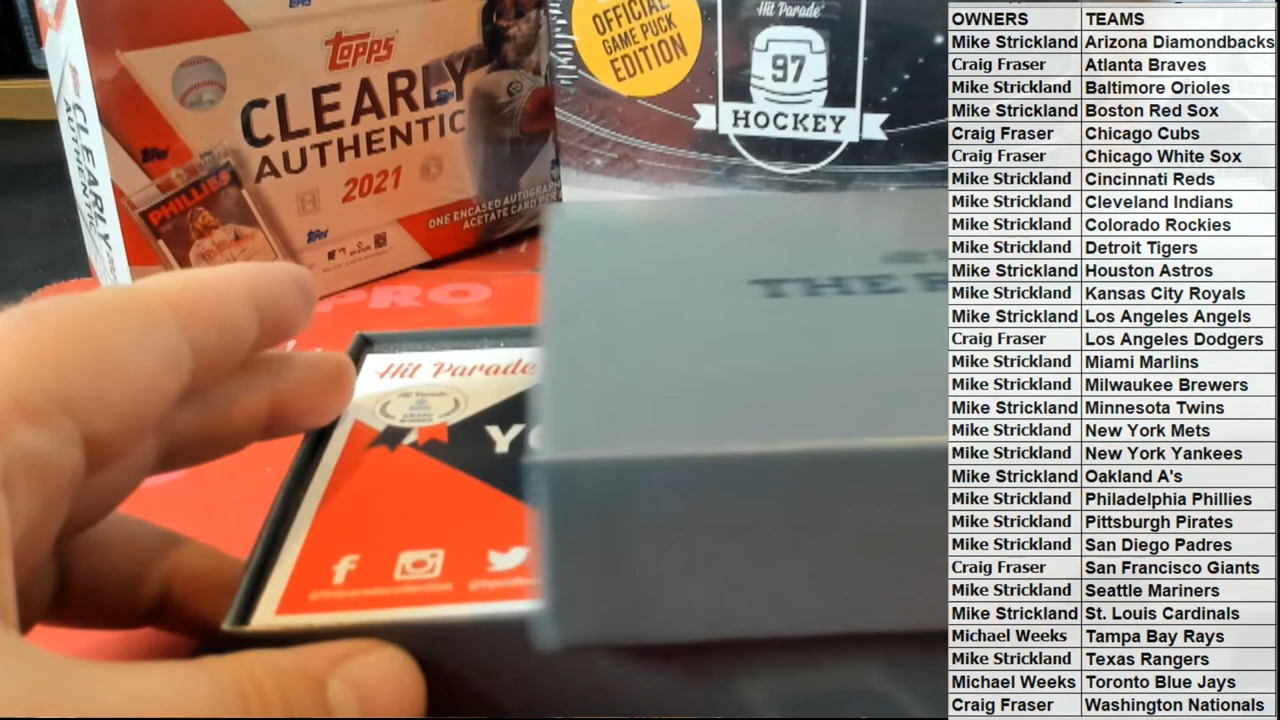 Topps
CLEARLY
AUTHENTIC
2021
PHILLIES
ONE ENCASED AUTOGRAPH
ACETATE CARD PER
CLEARLY
AUTHENTIC
OFFICIAL
GAME PUCK
EDITION
Hit Parade
97
HOCKEY
PRO
THE
Hit Parade
OWNERS TEAMS
Mike Strickland Arizona Diamondbacks
Craig Fraser Atlanta Braves
Mike Strickland Baltimore Orioles
Mike Strickland Boston Red Sox
Craig Fraser Chicago Cubs
Craig Fraser Chicago White Sox
Mike Strickland Cincinnati Reds
Mike Strickland Cleveland Indians
Mike Strickland Colorado Rockies
Mike Strickland Detroit Tigers
Mike Strickland Houston Astros
Mike Strickland Kansas City Royals
Mike Strickland Los Angeles Angels
Craig Fraser Los Angeles Dodgers
Mike Strickland Miami Marlins
Mike Strickland Milwaukee Brewers
Mike Strickland Minnesota Twins
Mike Strickland New York Mets
Mike Strickland New York Yankees
Mike Strickland Oakland A's
Mike Strickland Philadelphia Phillies
Mike Strickland Pittsburgh Pirates
Mike Strickland San Diego Padres
Craig Fraser San Francisco Giants
Mike Strickland Seattle Mariners
Mike Strickland St. Louis Cardinals
Michael Weeks Tampa Bay Rays
Mike Strickland Texas Rangers
Michael Weeks Toronto Blue Jays
Craig Fraser Washington Nationals